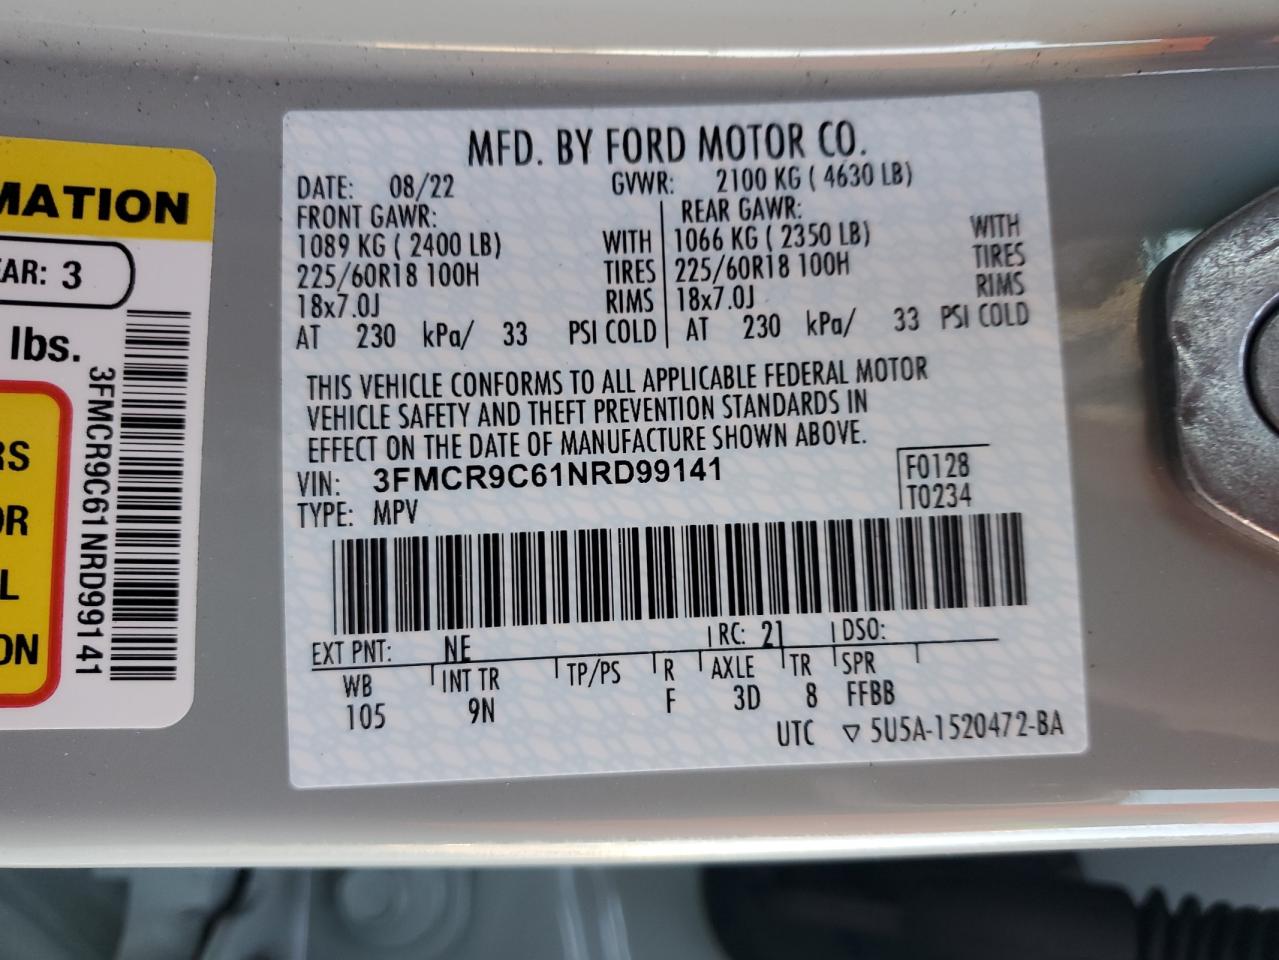 MATION
AR: 3
lbs.
RS
OR
L
ON
3FMCR9C61NRD99141
MFD. BY FORD MOTOR CO.
DATE: 08/22 GVWR: 2100 KG ( 4630 LB)
FRONT GAWR: REAR GAWR:
1089 KG ( 2400 LB) WITH 1066 KG ( 2350 LB) WITH
225/60R18 100H TIRES 225/60R18 100H TIRES
18x7.0J RIMS 18x7.0J RIMS
AT 230 kPa/ 33 PSI COLD AT 230 kPa/ 33 PSI COLD
THIS VEHICLE CONFORMS TO ALL APPLICABLE FEDERAL MOTOR
VEHICLE SAFETY AND THEFT PREVENTION STANDARDS IN
EFFECT ON THE DATE OF MANUFACTURE SHOWN ABOVE.
VIN: 3FMCR9C61NRD99141 F0128
TYPE: MPV T0234
EXT PNT: NE RC: 21 DSO:
WB INT TR TP/PS R AXLE TR SPR
105 9N F 3D 8 FFBB
UTC ▽ 5U5A-1520472-BA